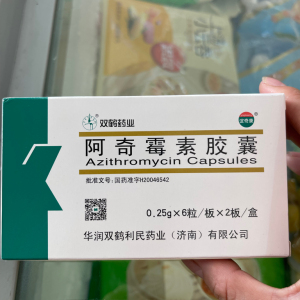 双鹤药业
阿奇霉素胶囊
Azithromycin Capsules
批准文号：国药准字H20046542
0.25g×6粒/板×2板/盒
华润双鹤利民药业（济南）有限公司